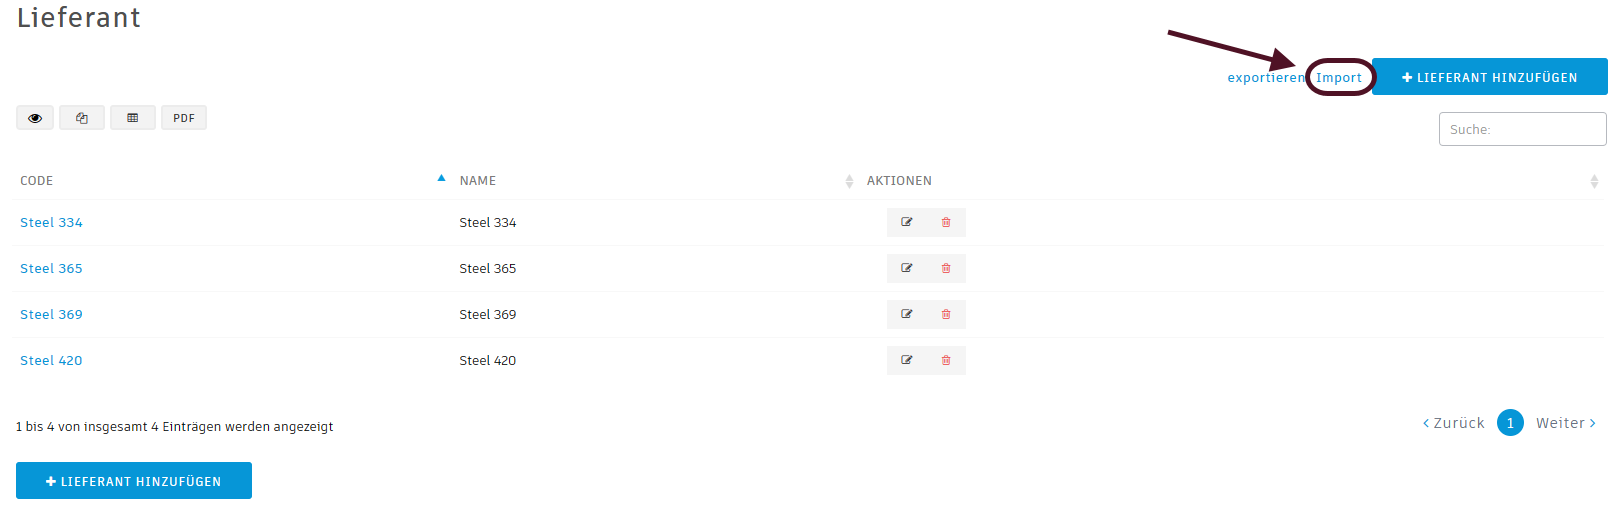 Lieferant
exportieren Import + LIEFERANT HINZUFÜGEN
PDF
Suche:
CODE NAME AKTIONEN
Steel 334 Steel 334
Steel 365 Steel 365
Steel 369 Steel 369
Steel 420 Steel 420
1 bis 4 von insgesamt 4 Einträgen werden angezeigt
< Zurück 1 Weiter >
+ LIEFERANT HINZUFÜGEN